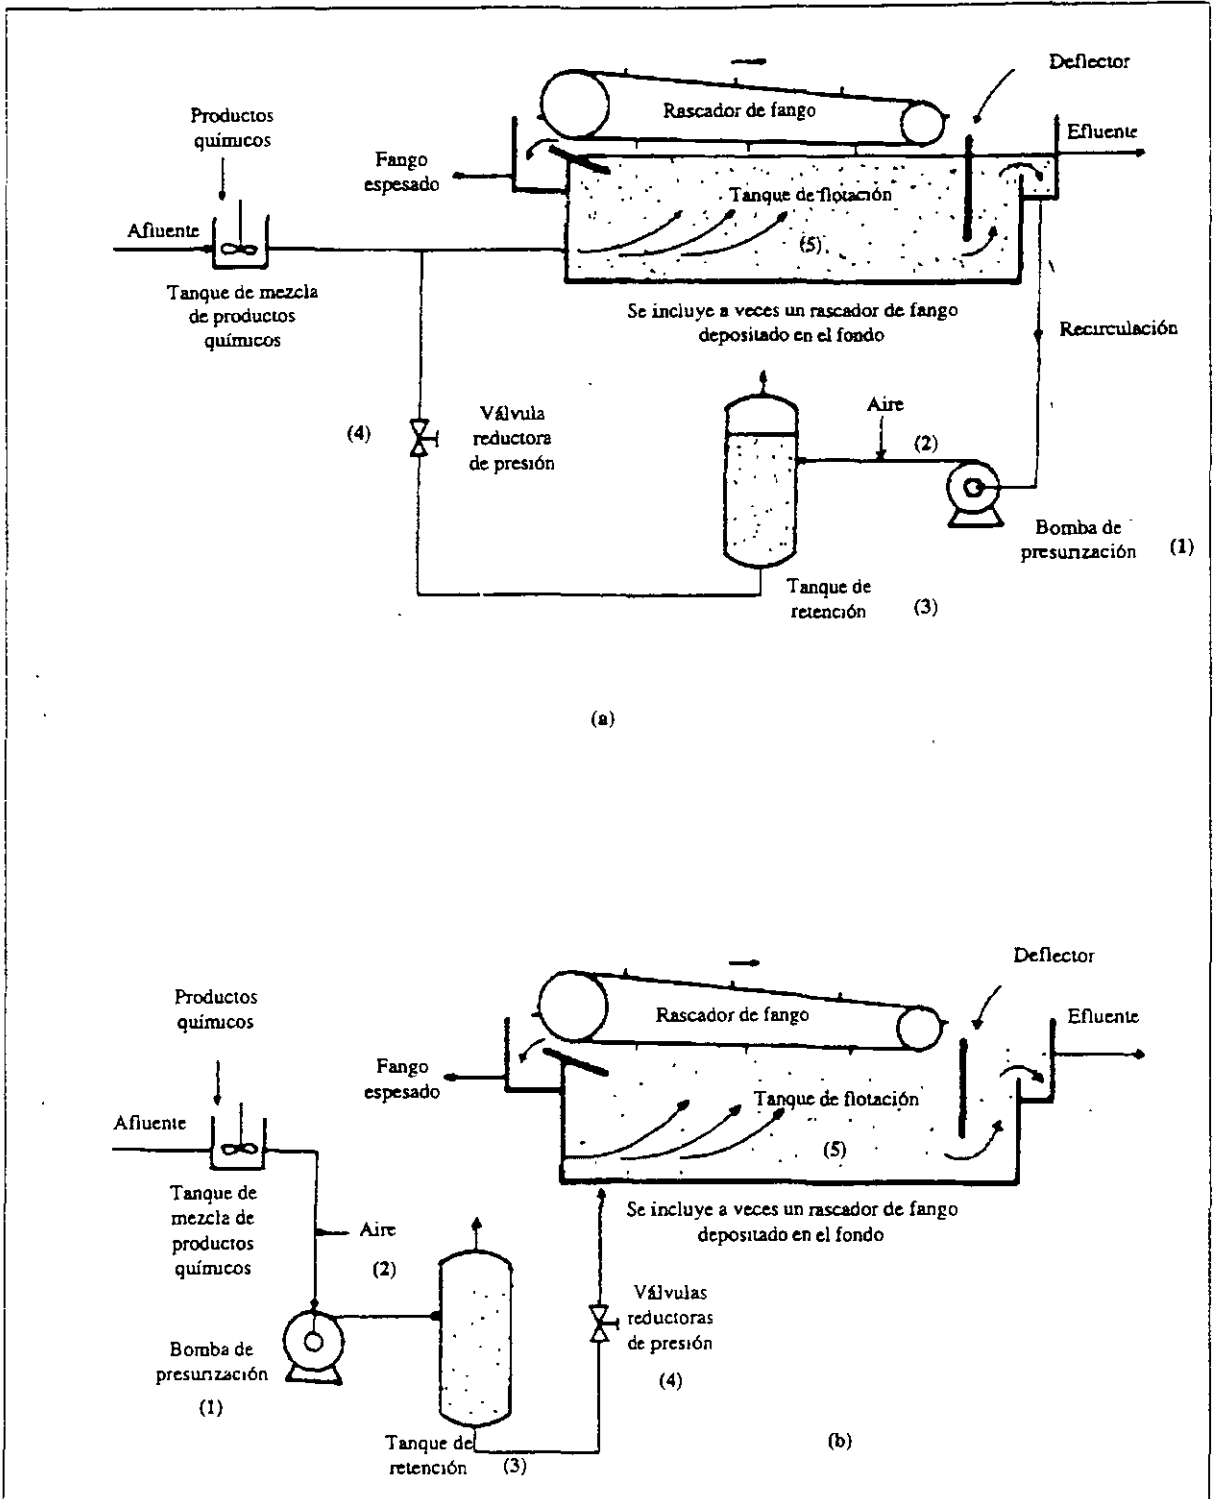 Deflector
Productos
químicos
Rascador de fango
Efluente
Fango
espesado
Tanque de flotación
Afluente
(5)
Tanque de mezcla
de productos
químicos
Se incluye a veces un rascador de fango
depositado en el fondo
Recirculación
Aire
(4)
Válvula
reductora
de presión
(2)
Bomba de
presurización
(1)
Tanque de
retención
(3)
(a)
Deflector
Productos
químicos
Rascador de fango
Efluente
Fango
espesado
Tanque de flotación
Afluente
(5)
Tanque de
mezcla de
productos
químicos
Se incluye a veces un rascador de fango
depositado en el fondo
Aire
(2)
Válvulas
reductoras
de presión
Bomba de
presurización
(4)
(1)
Tanque de
retención
(3)
(b)